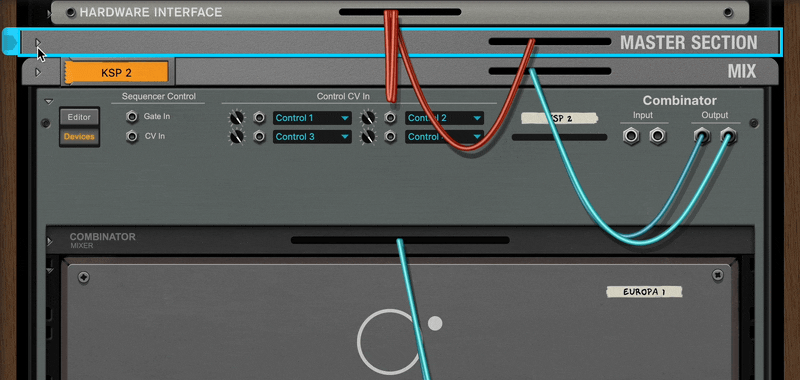 HARDWARE INTERFACE
MASTER SECTION
KSP 2
MIX
Sequencer Control
Control CV In
Combinator
Editor
Gate In
Control 1
Control 2
KSP 2
Input
Output
Devices
CV In
Control 3
Control
COMBINATOR
MIXER
EUROPA 1